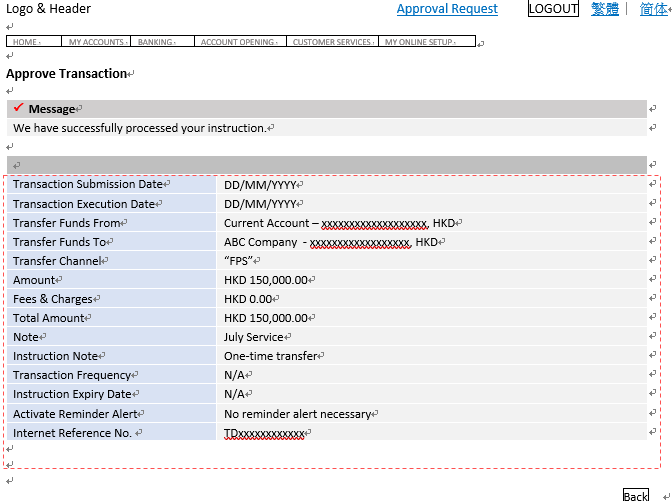 Logo & Header Approval Request LOGOUT 繁體 | 简体
HOME MY ACCOUNTS BANKING ACCOUNT OPENING CUSTOMER SERVICES MY ONLINE SETUP
Approve Transaction
✓ Message
We have successfully processed your instruction.
Transaction Submission Date DD/MM/YYYY
Transaction Execution Date DD/MM/YYYY
Transfer Funds From Current Account – xxxxxxxxxxxxxxxxxxx, HKD
Transfer Funds To ABC Company - xxxxxxxxxxxxxxxxxx, HKD
Transfer Channel “FPS”
Amount HKD 150,000.00
Fees & Charges HKD 0.00
Total Amount HKD 150,000.00
Note July Service
Instruction Note One-time transfer
Transaction Frequency N/A
Instruction Expiry Date N/A
Activate Reminder Alert No reminder alert necessary
Internet Reference No. TDxxxxxxxxxxxx
Back